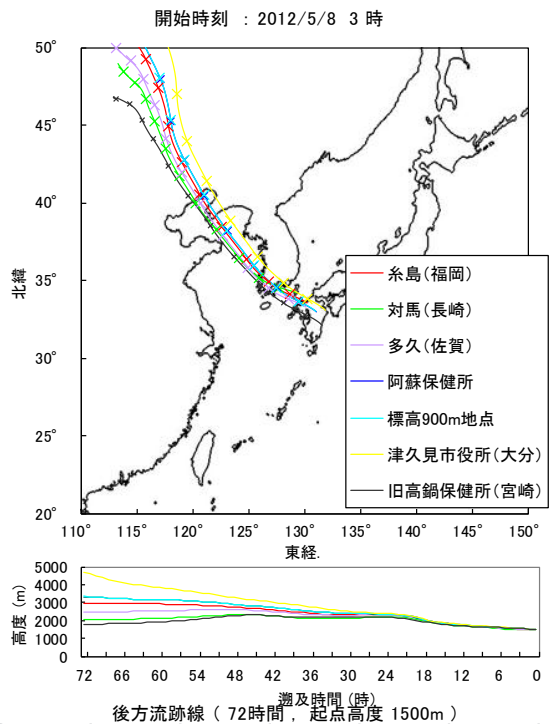 開始時刻 : 2012/5/8 3 時
50°
45°
40°
35°
30°
25°
20°
北緯
110° 115° 120° 125° 130° 135° 140° 145° 150°
東経.
糸島(福岡)
対馬(長崎)
多久(佐賀)
阿蘇保健所
標高900m地点
津久見市役所(大分)
旧高鍋保健所(宮崎)
5000
4000
3000
2000
1000
0
高度 (m)
72 66 60 54 48 42 36 30 24 18 12 6 0
遡及時間 (時)
後方流跡線 ( 72時間 , 起点高度 1500m )